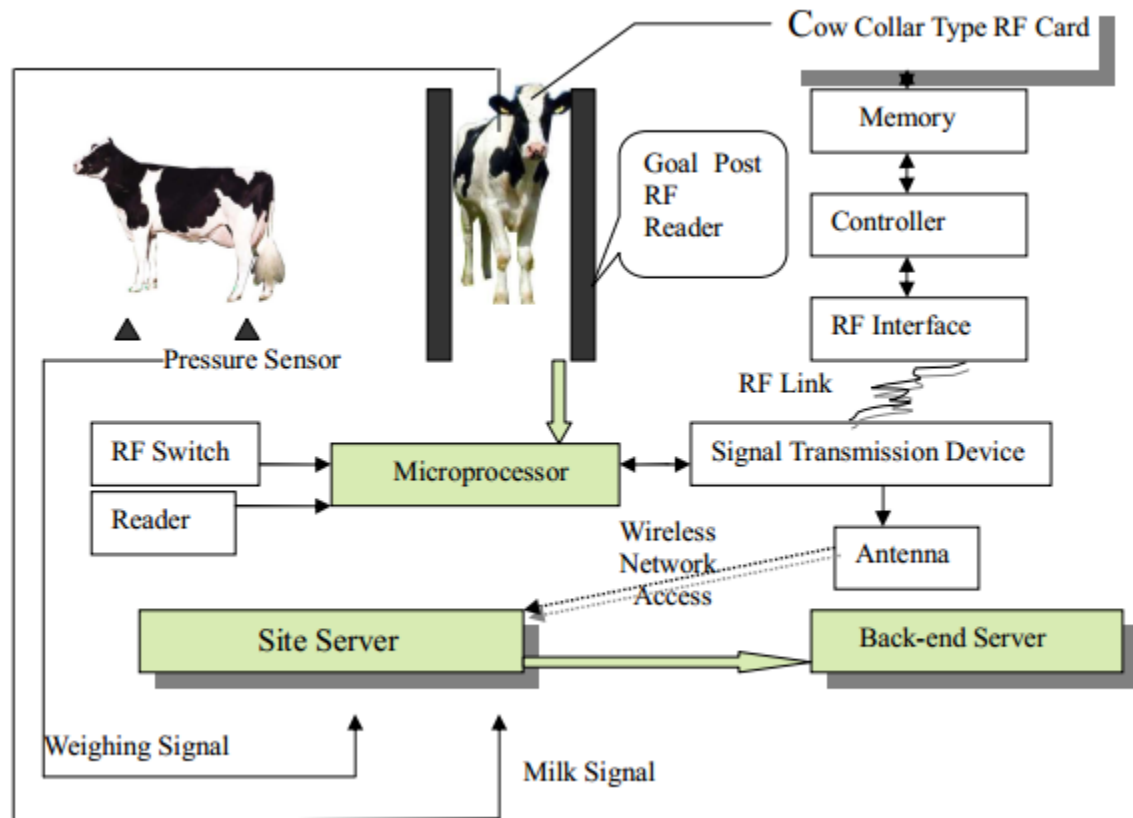 Cow Collar Type RF Card
Memory
Goal Post
RF
Reader
Controller
RF Interface
Pressure Sensor
RF Link
RF Switch
Microprocessor
Signal Transmission Device
Reader
Wireless
Network
Access
Antenna
Site Server
Back-end Server
Weighing Signal
Milk Signal